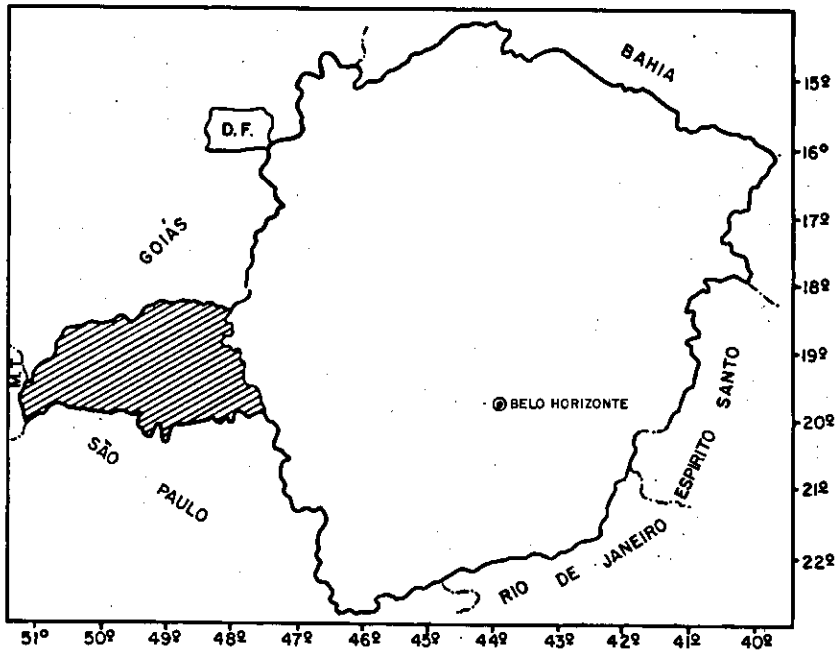 BAHIA
15º
D.F.
16º
17º
GOIÁS
18º
M.T.
19º
BELO HORIZONTE
20º
SÃO PAULO
ESPIRITO SANTO
21º
RIO DE JANEIRO
22º
51º 50º 49º 48º 47º 46º 45º 44º 43º 42º 41º 40º